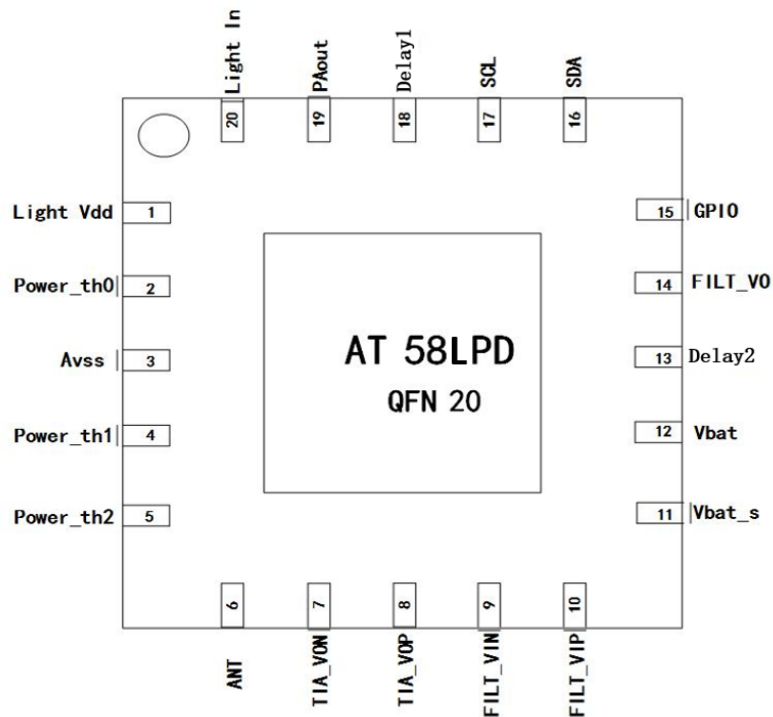 Light In
PAout
Delay1
SCL
SDA
20
19
18
17
16
Light Vdd
1
15
GPIO
Power_th0
2
14
FILT_VO
AT 58LPD
QFN 20
Avss
3
13
Delay2
Power_th1
4
12
Vbat
Power_th2
5
11
Vbat_s
6
7
8
9
10
ANT
TIA_VON
TIA_VOP
FILT_VIN
FILT_VIP